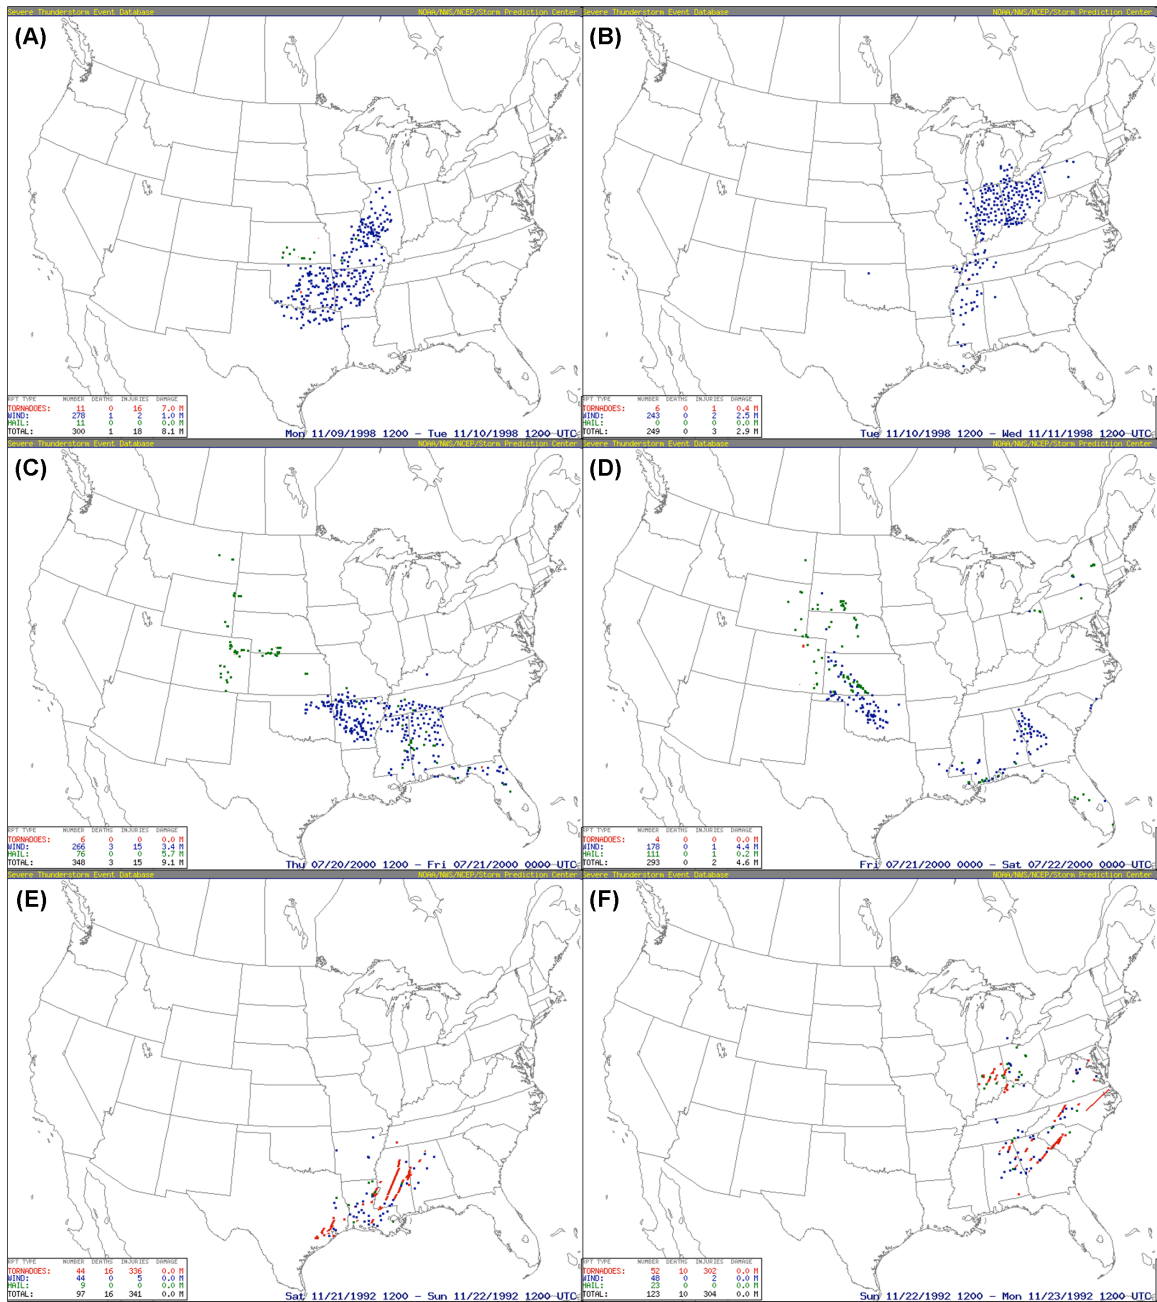 Severe Thunderstorm Event Database NOAA/NWS/NCEP/Storm Prediction Center
(A)
RPT TYPE NUMBER DEATHS INJURIES DAMAGE
TORNADOES: 11 0 16 7.0 M
WIND: 278 1 2 1.0 M
HAIL: 11 0 0 0.0 M
TOTAL: 300 1 18 8.1 M
Mon 11/09/1998 1200 - Tue 11/10/1998 1200 UTC
Severe Thunderstorm Event Database NOAA/NWS/NCEP/Storm Prediction Center
(B)
RPT TYPE NUMBER DEATHS INJURIES DAMAGE
TORNADOES: 6 0 1 0.4 M
WIND: 243 0 2 2.5 M
HAIL: 0 0 0 0.0 M
TOTAL: 249 0 3 2.9 M
Tue 11/10/1998 1200 - Wed 11/11/1998 1200 UTC
Severe Thunderstorm Event Database NOAA/NWS/NCEP/Storm Prediction Center
(C)
RPT TYPE NUMBER DEATHS INJURIES DAMAGE
TORNADOES: 6 0 0 0.0 M
WIND: 266 3 15 3.4 M
HAIL: 76 0 0 5.7 M
TOTAL: 348 3 15 9.1 M
Thu 07/20/2000 1200 - Fri 07/21/2000 0000 UTC
Severe Thunderstorm Event Database NOAA/NWS/NCEP/Storm Prediction Center
(D)
RPT TYPE NUMBER DEATHS INJURIES DAMAGE
TORNADOES: 4 0 0 0.0 M
WIND: 178 0 1 4.4 M
HAIL: 111 0 1 0.2 M
TOTAL: 293 0 2 4.6 M
Fri 07/21/2000 0000 - Sat 07/22/2000 0000 UTC
Severe Thunderstorm Event Database NOAA/NWS/NCEP/Storm Prediction Center
(E)
RPT TYPE NUMBER DEATHS INJURIES DAMAGE
TORNADOES: 44 16 336 0.0 M
WIND: 44 0 5 0.0 M
HAIL: 9 0 0 0.0 M
TOTAL: 97 16 341 0.0 M
Sat 11/21/1992 1200 - Sun 11/22/1992 1200 UTC
Severe Thunderstorm Event Database NOAA/NWS/NCEP/Storm Prediction Center
(F)
RPT TYPE NUMBER DEATHS INJURIES DAMAGE
TORNADOES: 52 10 302 0.0 M
WIND: 48 0 2 0.0 M
HAIL: 23 0 0 0.0 M
TOTAL: 123 10 304 0.0 M
Sun 11/22/1992 1200 - Mon 11/23/1992 1200 UTC